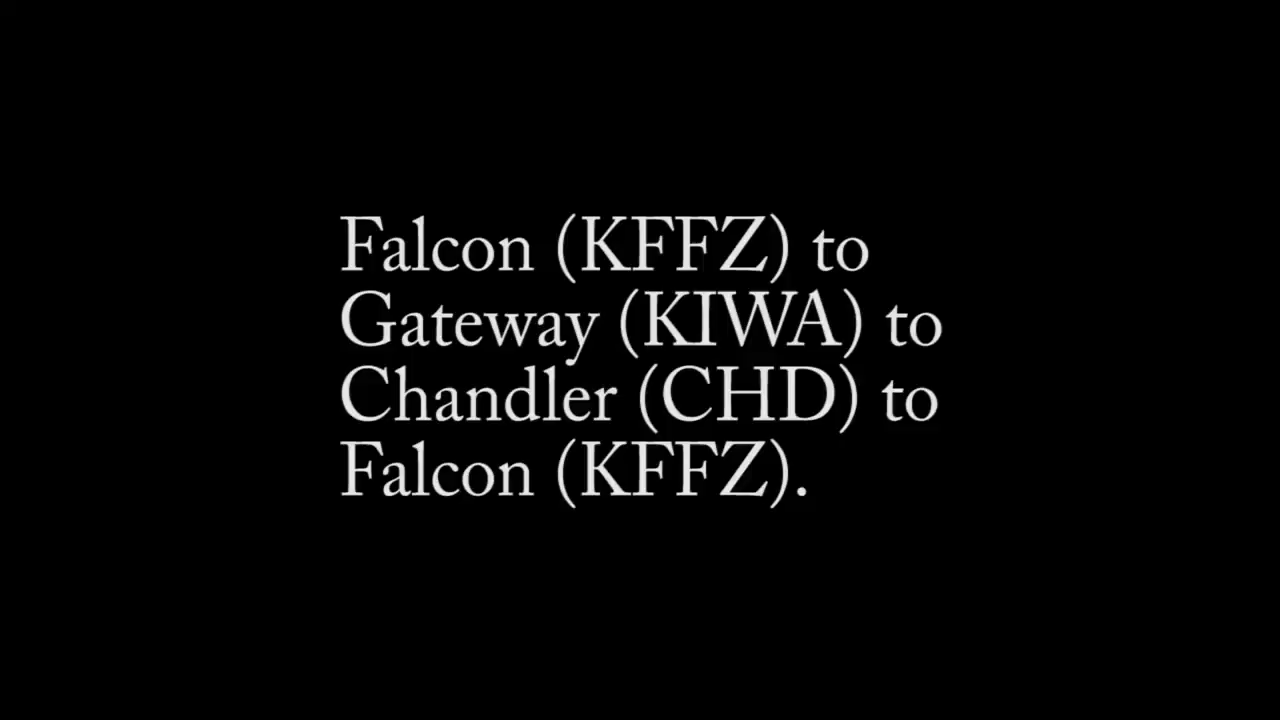 Falcon (KFFZ) to
Gateway (KIWA) to
Chandler (CHD) to
Falcon (KFFZ).